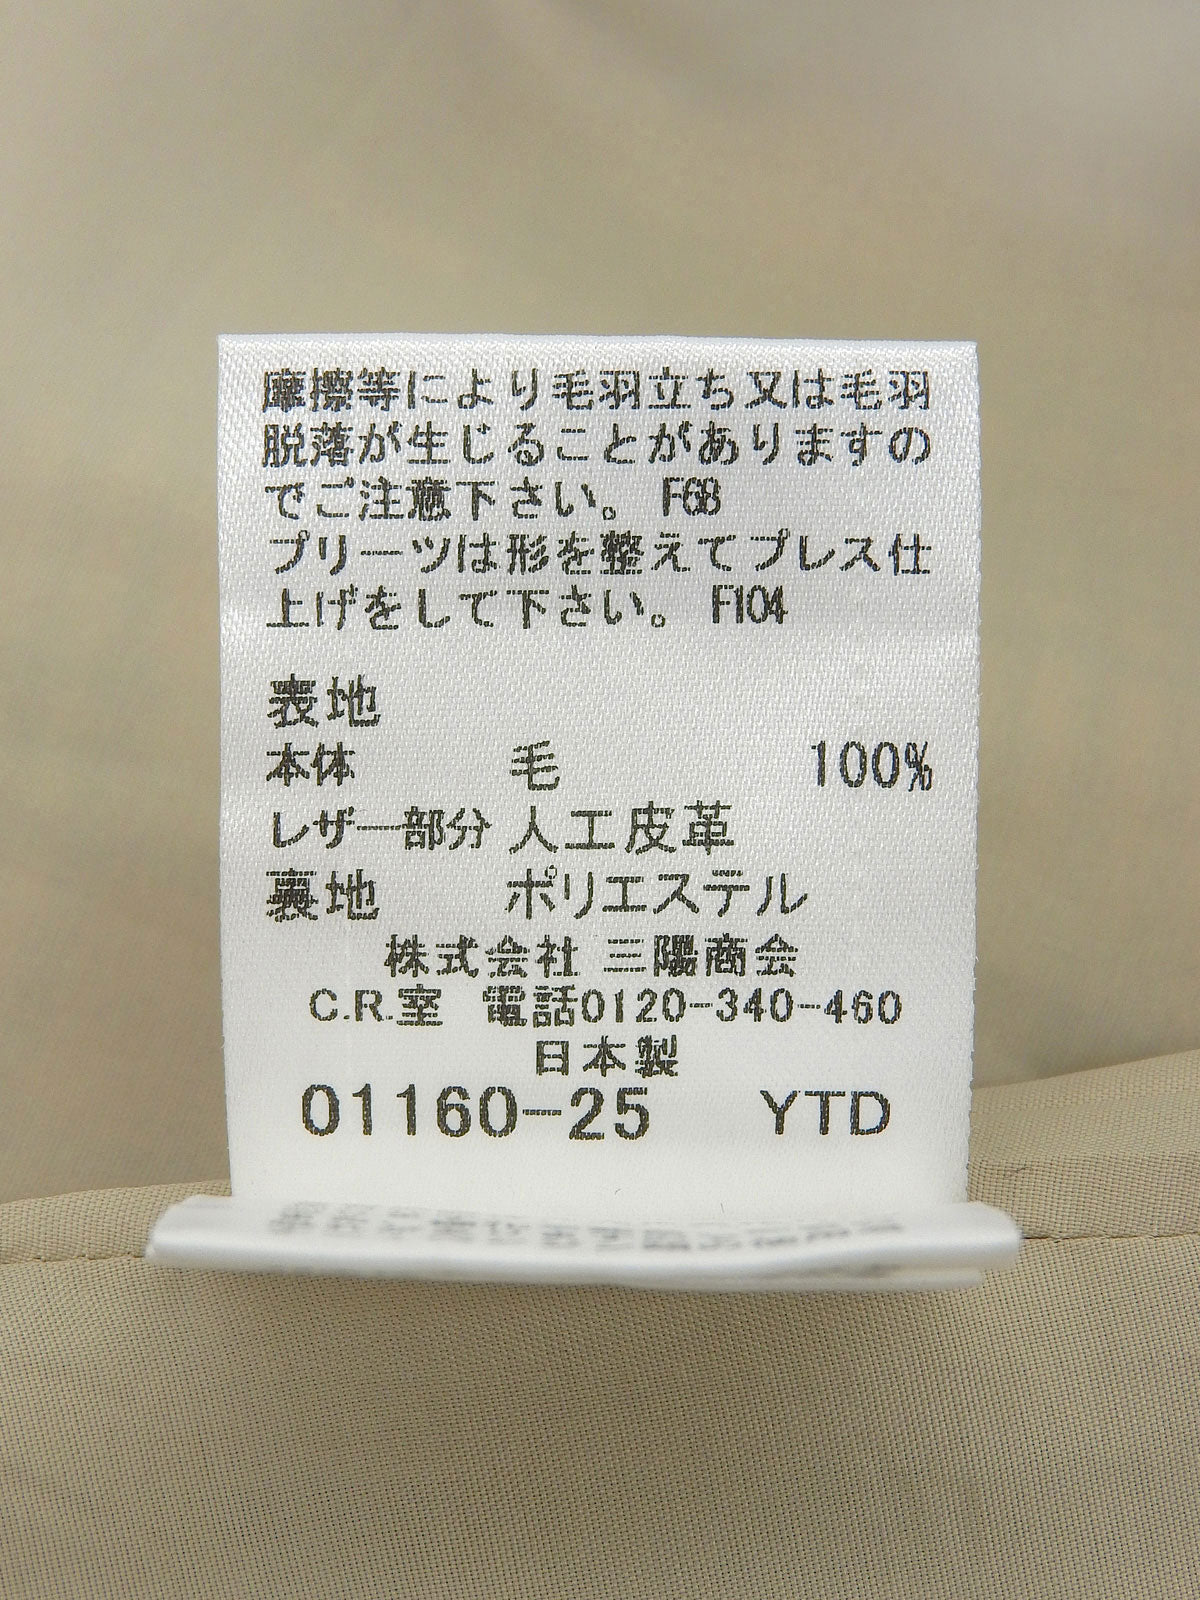 摩擦等により毛羽立ち又は毛羽
脱落が生じることがありますの
でご注意下さい。 F68
プリーツは形を整えてプレス仕
上げをして下さい。 F104
表地
本体 毛 100%
レザー部分 人工皮革
裏地 ポリエステル
株式会社 三陽商会
C.R.室 電話0120-340-460
日本製
01160-25 YTD